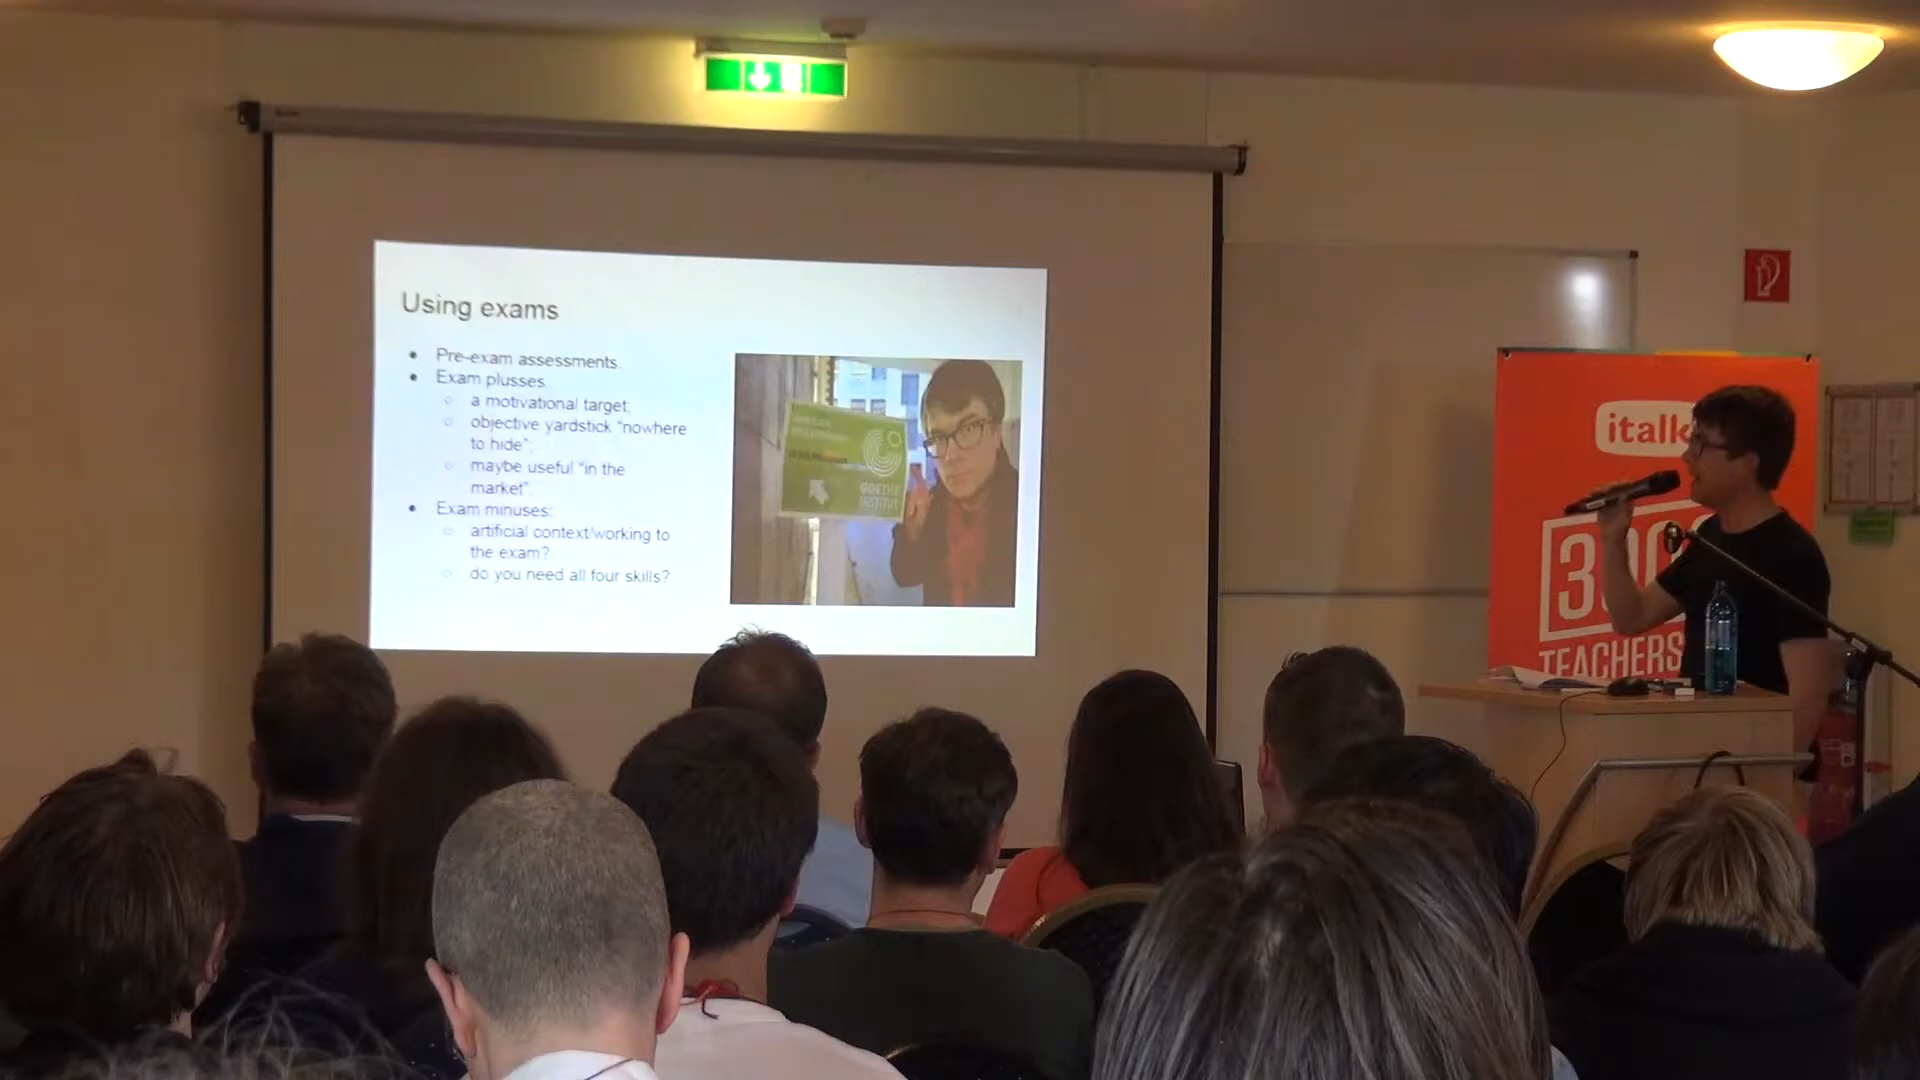 Using exams
Pre-exam assessments.
Exam plusses
a motivational target;
objective yardstick "nowhere
to hide";
maybe useful "in the
market".
Exam minuses:
artificial context/working to
the exam?
do you need all four skills?
GOETHE
INSTITUT
italk
300
TEACHERS